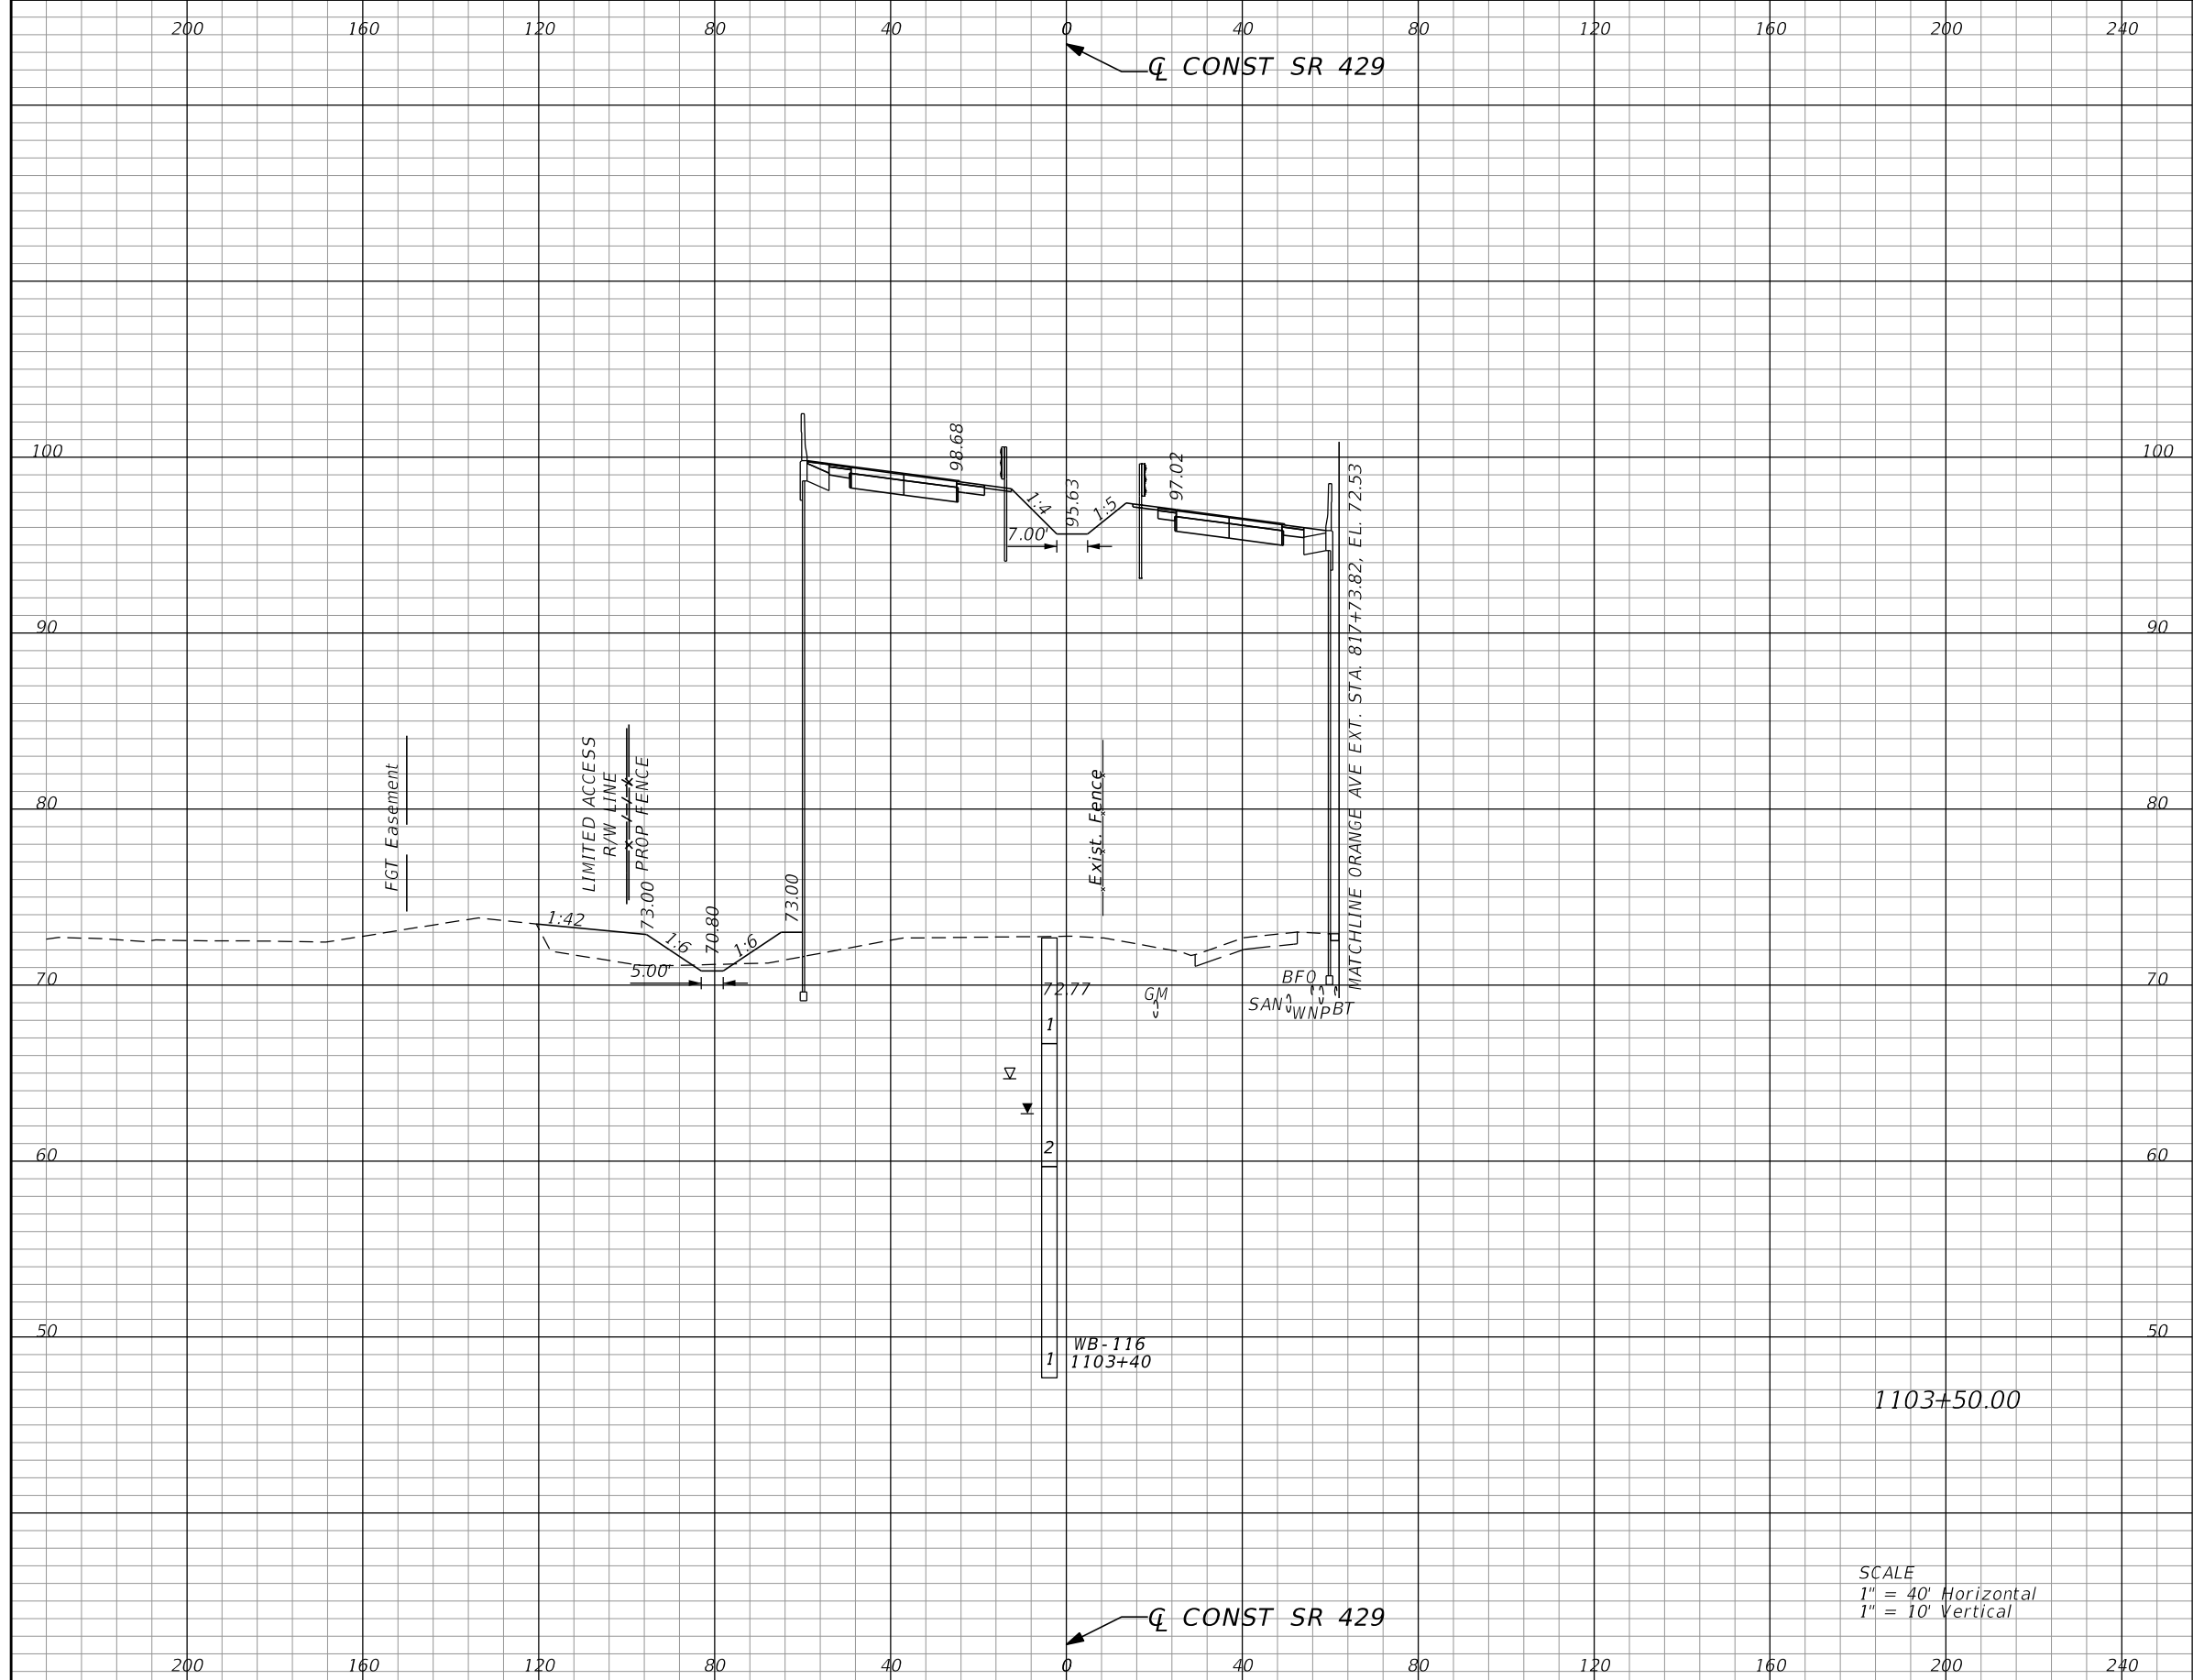 200 160 120 80 40 0 40 80 120 160 200 240
℄ CONST SR 429
100 100
98.68
95.63
97.02
1:4
1:5
7.00'
MATCHLINE ORANGE AVE EXT. STA. 817+73.82, EL. 72.53
90 90
80 80
FGT Easement
LIMITED ACCESS
R/W LINE
PROP FENCE
Exist. Fence
1:42
73.00
1:6
70.80
1:6
73.00
5.00'
70 70
72.77
GM
BFO
SAN
WNP
BT
1
2
60 60
50 50
1
WB-116
1103+40
1103+50.00
SCALE
1" = 40' Horizontal
1" = 10' Vertical
℄ CONST SR 429
200 160 120 80 40 0 40 80 120 160 200 240